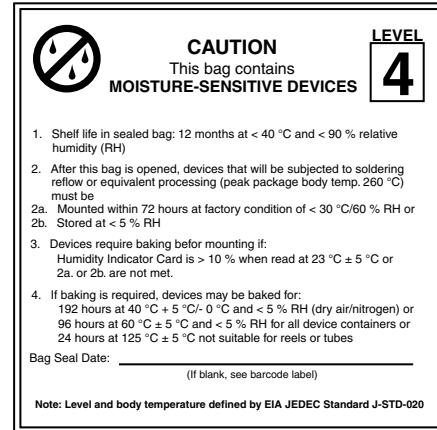 LEVEL
CAUTION
4
This bag contains
MOISTURE-SENSITIVE DEVICES
1. Shelf life in sealed bag: 12 months at < 40 °C and < 90 % relative
humidity (RH)
2. After this bag is opened, devices that will be subjected to soldering
reflow or equivalent processing (peak package body temp. 260 °C)
must be
2a. Mounted within 72 hours at factory condition of < 30 °C/60 % RH or
2b. Stored at < 5 % RH
3. Devices require baking befor mounting if:
Humidity Indicator Card is > 10 % when read at 23 °C ± 5 °C or
2a. or 2b. are not met.
4. If baking is required, devices may be baked for:
192 hours at 40 °C + 5 °C/- 0 °C and < 5 % RH (dry air/nitrogen) or
96 hours at 60 °C ± 5 °C and < 5 % RH for all device containers or
24 hours at 125 °C ± 5 °C not suitable for reels or tubes
Bag Seal Date:
(If blank, see barcode label)
Note: Level and body temperature defined by EIA JEDEC Standard J-STD-020